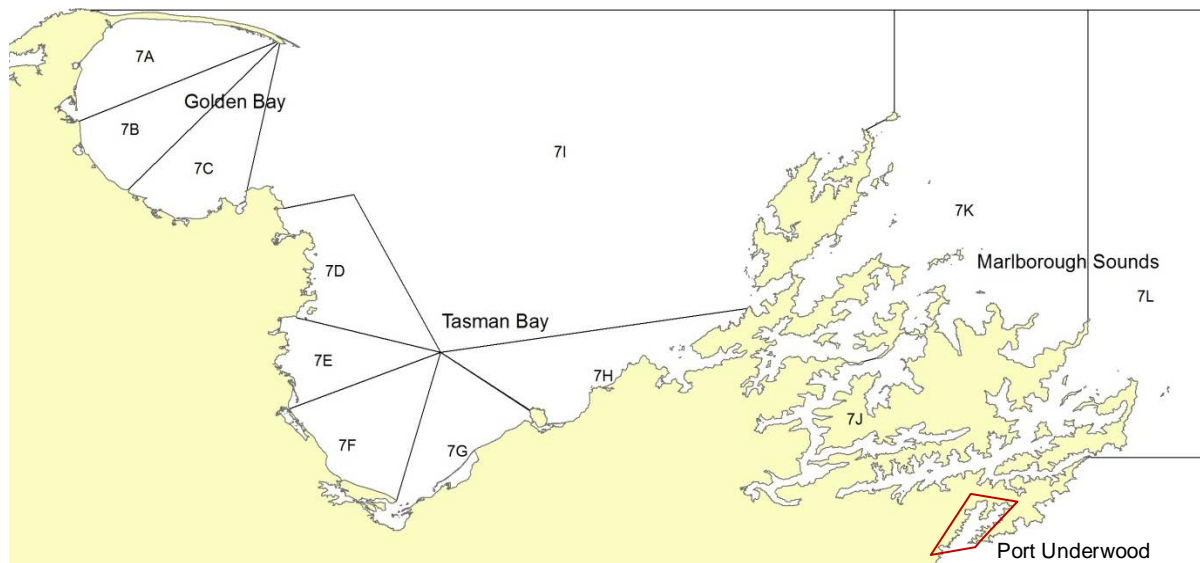 7A
Golden Bay
7B
7I
7C
7K
Marlborough Sounds
7D
7L
Tasman Bay
7E
7H
7J
7F
7G
Port Underwood